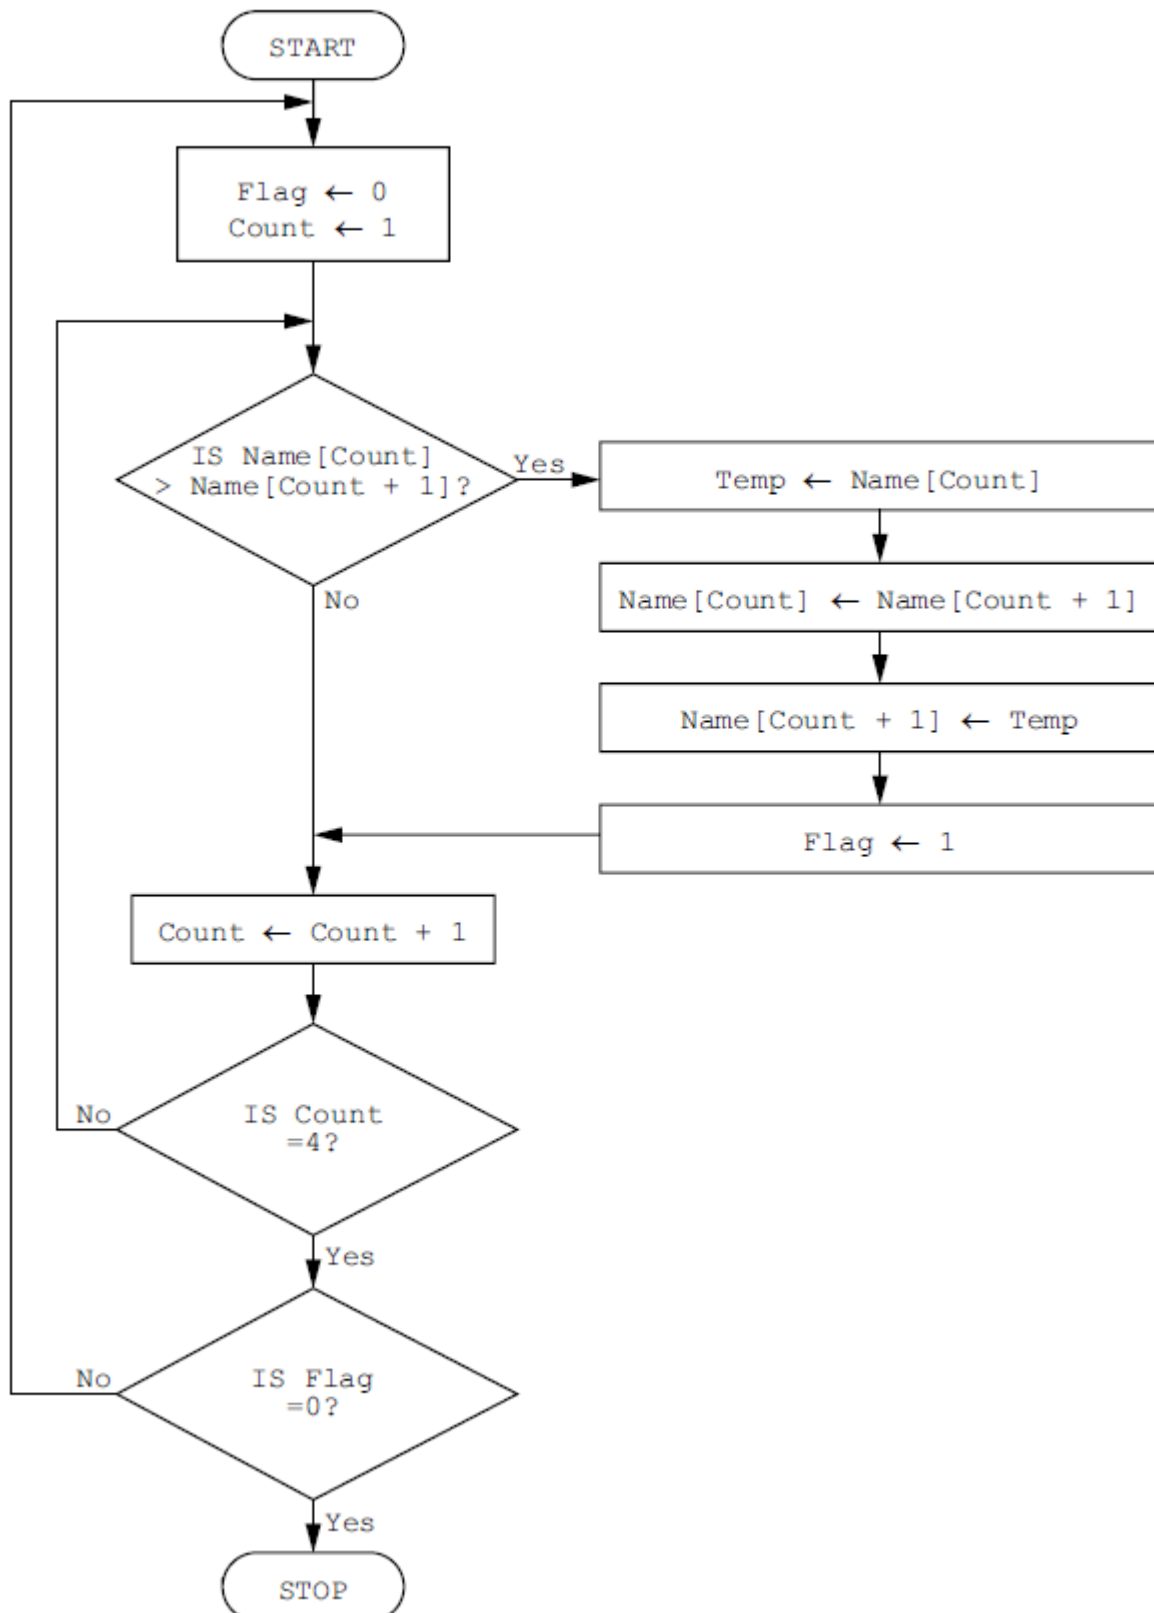 START
Flag ← 0
Count ← 1
IS Name[Count]
> Name[Count + 1]?
Yes
Temp ← Name[Count]
No
Name[Count] ← Name[Count + 1]
Name[Count + 1] ← Temp
Flag ← 1
Count ← Count + 1
No
IS Count
=4?
Yes
No
IS Flag
=0?
Yes
STOP